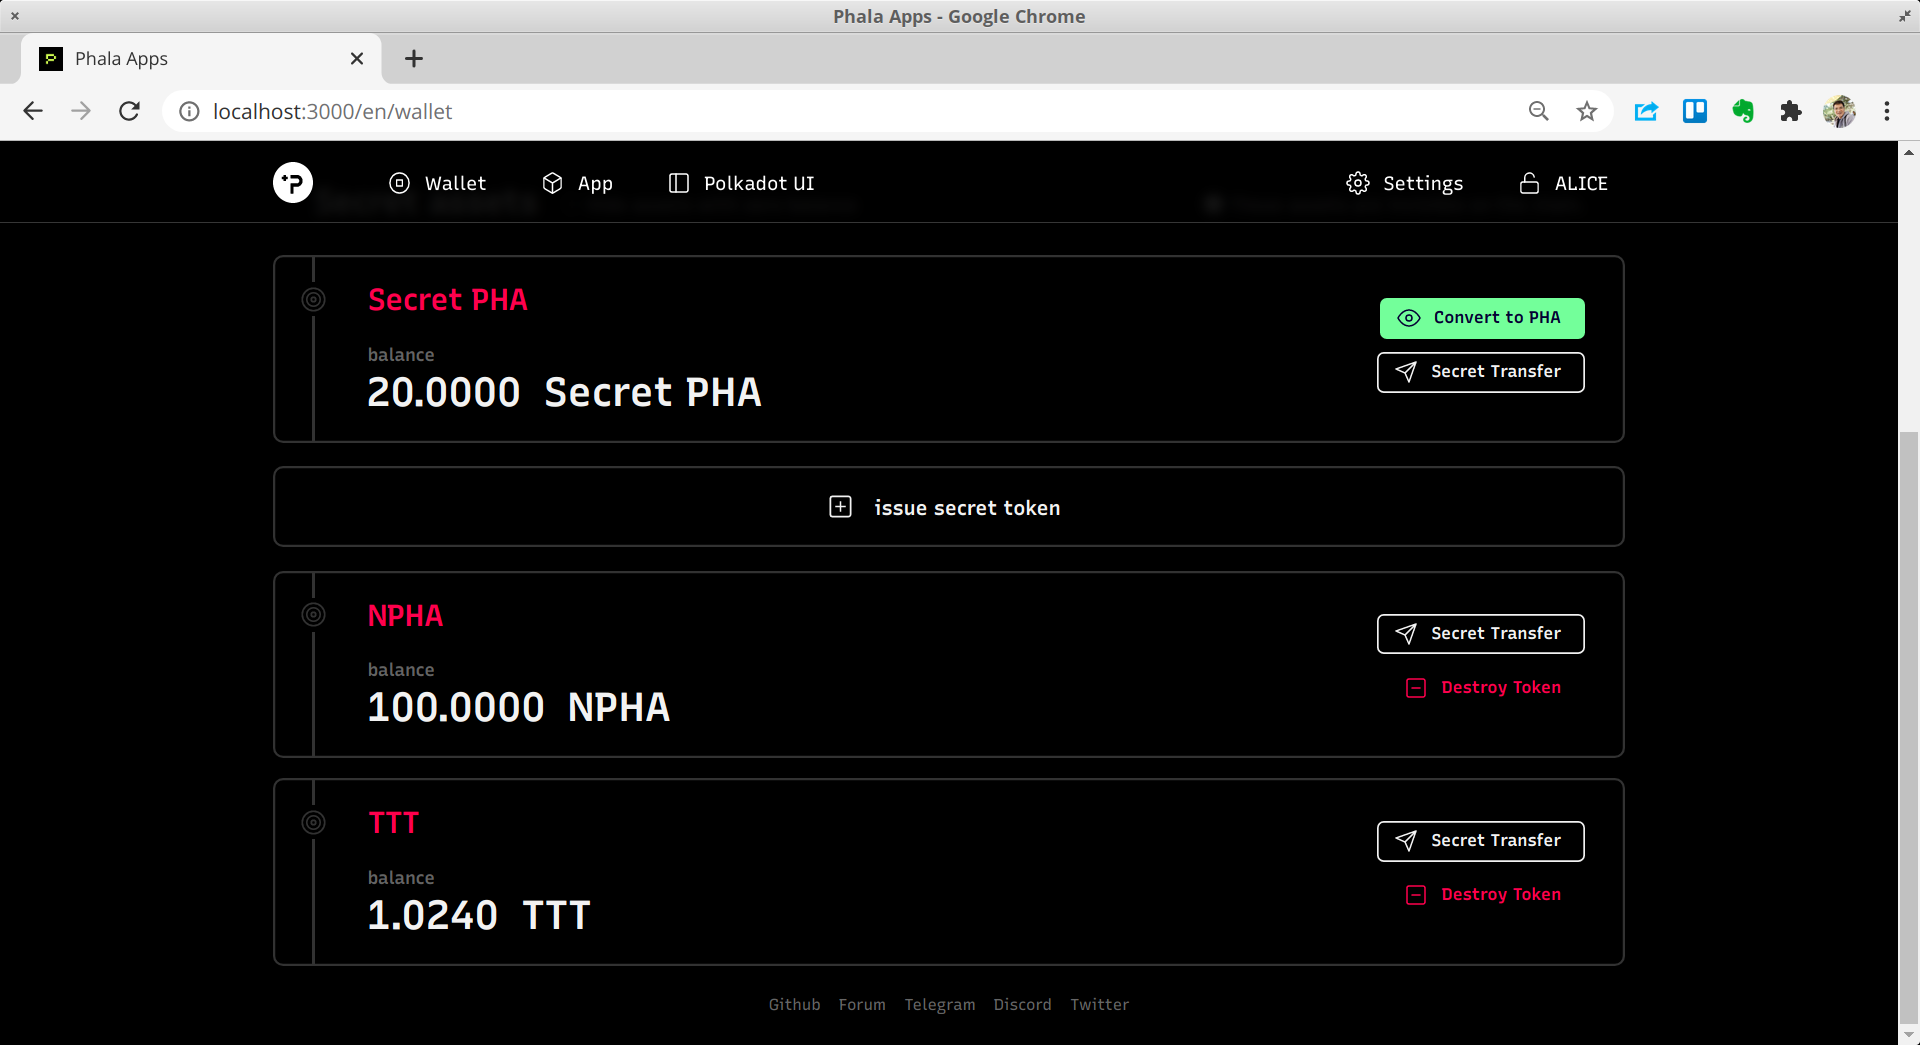 Phala Apps - Google Chrome
Phala Apps
localhost:3000/en/wallet
Wallet App Polkadot UI Settings ALICE
Secret assets
Secret PHA
Convert to PHA
balance
20.0000 Secret PHA
Secret Transfer
issue secret token
NPHA
Secret Transfer
balance
100.0000 NPHA
Destroy Token
TTT
Secret Transfer
balance
1.0240 TTT
Destroy Token
Github Forum Telegram Discord Twitter